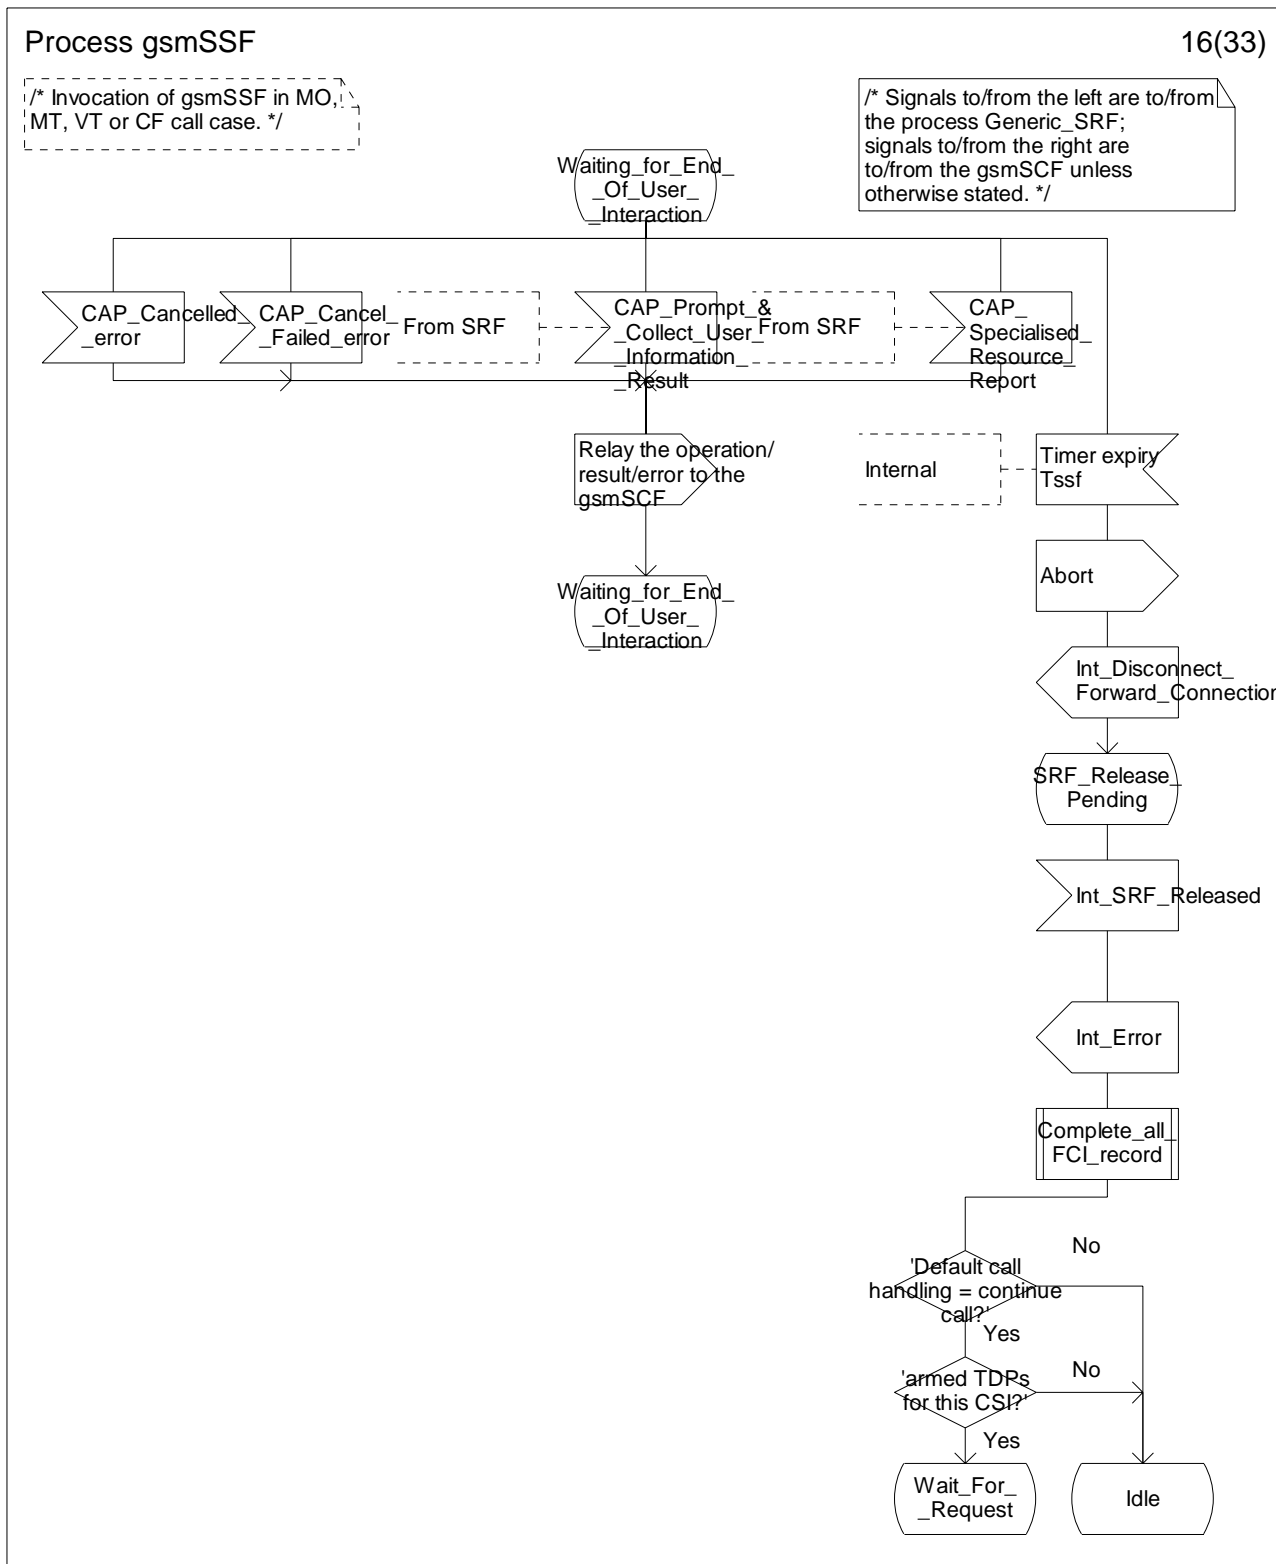 Process gsmSSF
16(33)
/* Invocation of gsmSSF in MO,
MT, VT or CF call case. */
/* Signals to/from the left are to/from
the process Generic_SRF;
signals to/from the right are
to/from the gsmSCF unless
otherwise stated. */
Waiting_for_End_
_Of_User_
_Interaction
CAP_Cancelled_
_error
CAP_Cancel_
_Failed_error
From SRF
CAP_Prompt_&
_Collect_User_
_Information_
_Result
From SRF
CAP_
Specialised_
Resource_
Report
Relay the operation/
result/error to the
gsmSCF
Internal
Timer expiry
Tssf
Waiting_for_End_
_Of_User_
_Interaction
Abort
Int_Disconnect_
Forward_Connection
SRF_Release_
Pending
Int_SRF_Released
Int_Error
Complete_all_
FCI_record
No
'Default call
handling = continue
call?'
Yes
'armed TDPs
for this CSI?'
No
Yes
Wait_For_
_Request
Idle